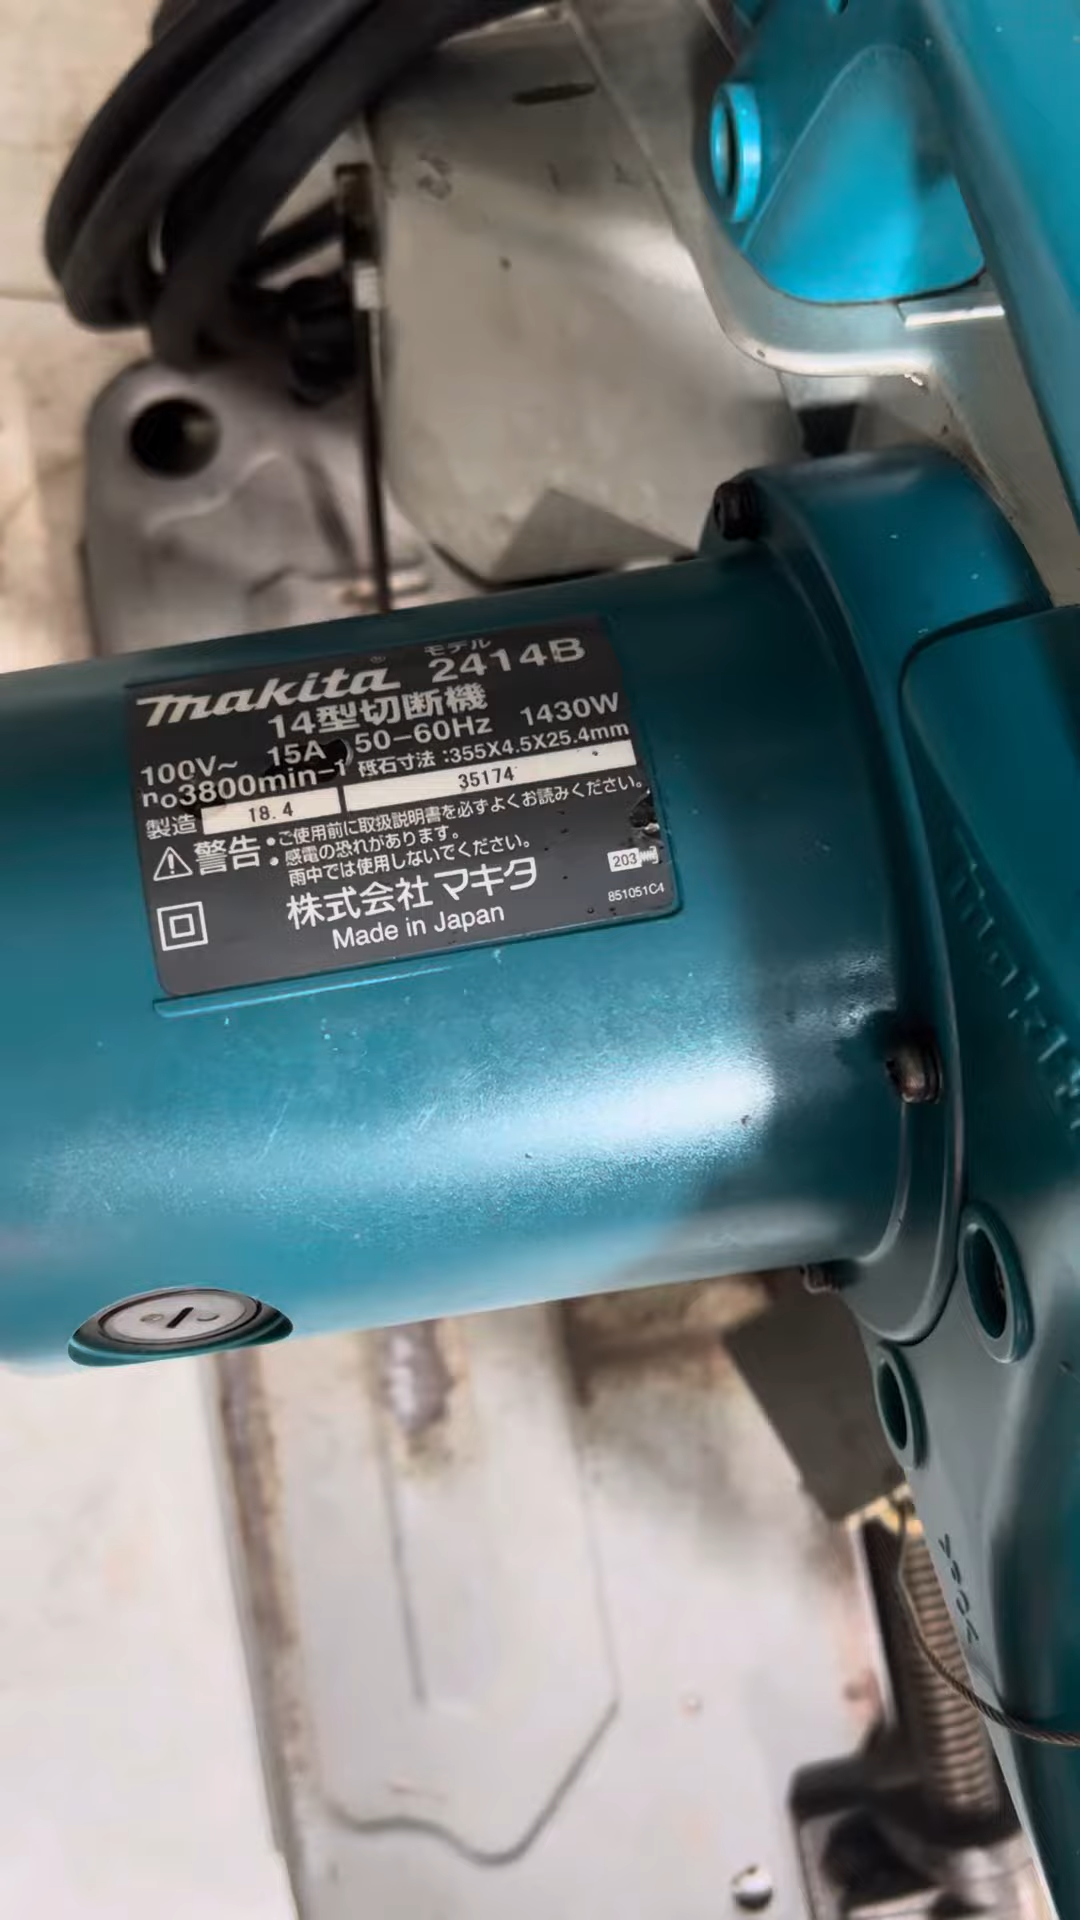 makita® モデル 2414B
14型切断機
100V~ 15A 50-60Hz 1430W
no3800min-1 砥石寸法:355X4.5X25.4mm
製造 18.4 35174
警告:ご使用前に取扱説明書を必ずよくお読みください。
感電の恐れがあります。
雨中では使用しないでください。
株式会社マキタ
203
Made in Japan
851051C4
makita